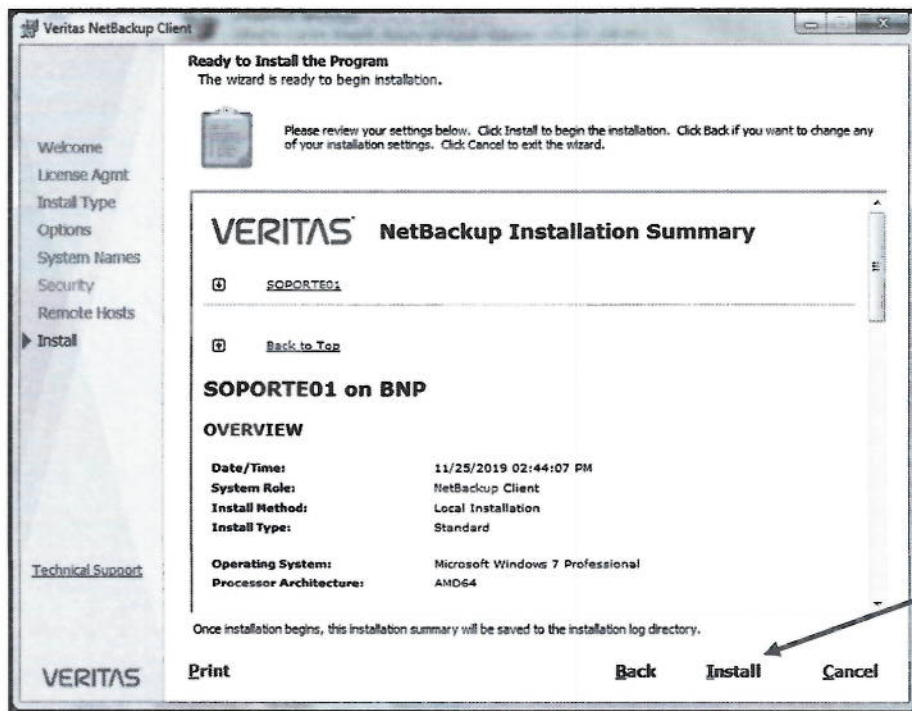 Veritas NetBackup Client
Ready to Install the Program
The wizard is ready to begin installation.
Please review your settings below. Click Install to begin the installation. Click Back if you want to change any
of your installation settings. Click Cancel to exit the wizard.
Welcome
License Agmt
Install Type
Options
System Names
Security
Remote Hosts
Install
Technical Support
VERITAS
VERITAS NetBackup Installation Summary
SOPORTE01
Back to Top
SOPORTE01 on BNP
OVERVIEW
Date/Time: 11/25/2019 02:44:07 PM
System Role: NetBackup Client
Install Method: Local Installation
Install Type: Standard
Operating System: Microsoft Windows 7 Professional
Processor Architecture: AMD64
Once installation begins, this installation summary will be saved to the installation log directory.
Print Back Install Cancel